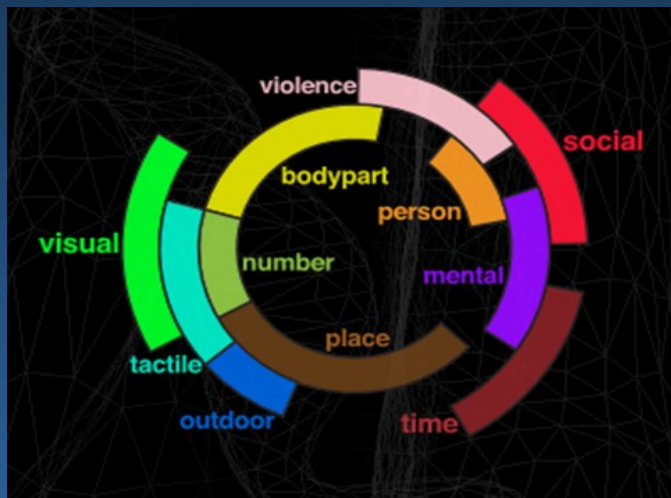 violence
social
bodypart
person
visual
number
mental
place
tactile
outdoor
time